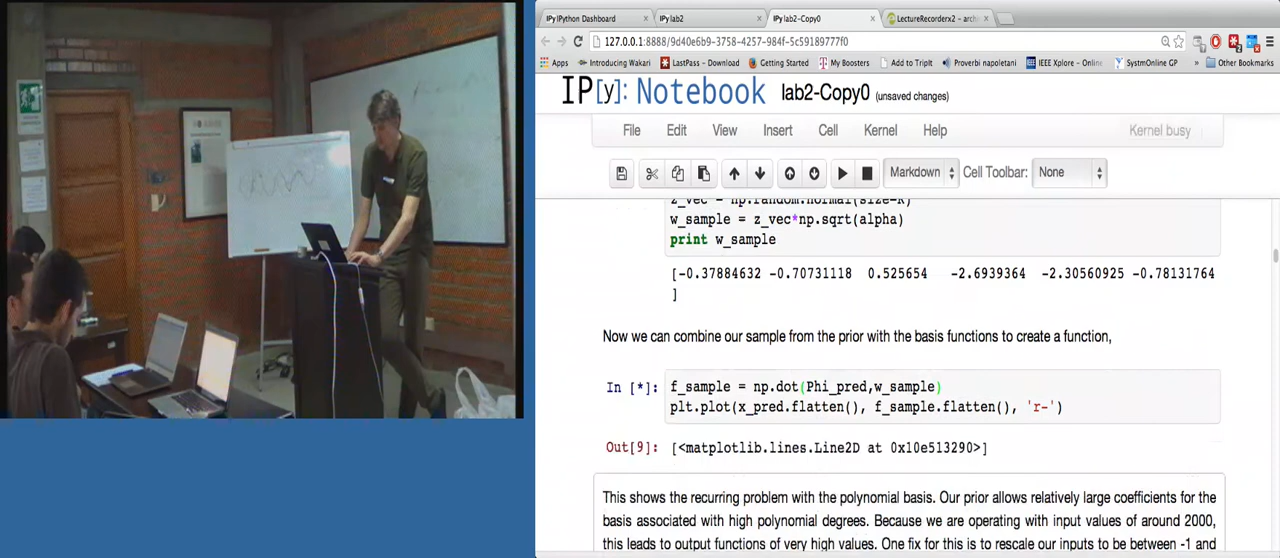 IPy IPython Dashboard
IPy lab2
IPy lab2-Copy0
LectureRecorderx2 - arch
127.0.0.1:8888/9d40e6b9-3758-4257-984f-5c59189777f0
Apps Introducing Wakari LastPass - Download Getting Started My Boosters Add to TripIt Proverbi napoletani IEEE Xplore - Online SystmOnline GP » Other Bookmarks
IP[y]: Notebook lab2-Copy0 (unsaved changes)
File Edit View Insert Cell Kernel Help Kernel busy
Markdown Cell Toolbar: None
z_vec = np.random.normal(size=K)
w_sample = z_vec*np.sqrt(alpha)
print w_sample
[-0.37884632 -0.70731118 0.525654 -2.6939364 -2.30560925 -0.78131764
]
Now we can combine our sample from the prior with the basis functions to create a function,
In [*]: f_sample = np.dot(Phi_pred,w_sample)
plt.plot(x_pred.flatten(), f_sample.flatten(), 'r-')
Out[9]: [<matplotlib.lines.Line2D at 0x10e513290>]
This shows the recurring problem with the polynomial basis. Our prior allows relatively large coefficients for the
basis associated with high polynomial degrees. Because we are operating with input values of around 2000,
this leads to output functions of very high values. One fix for this is to rescale our inputs to be between -1 and